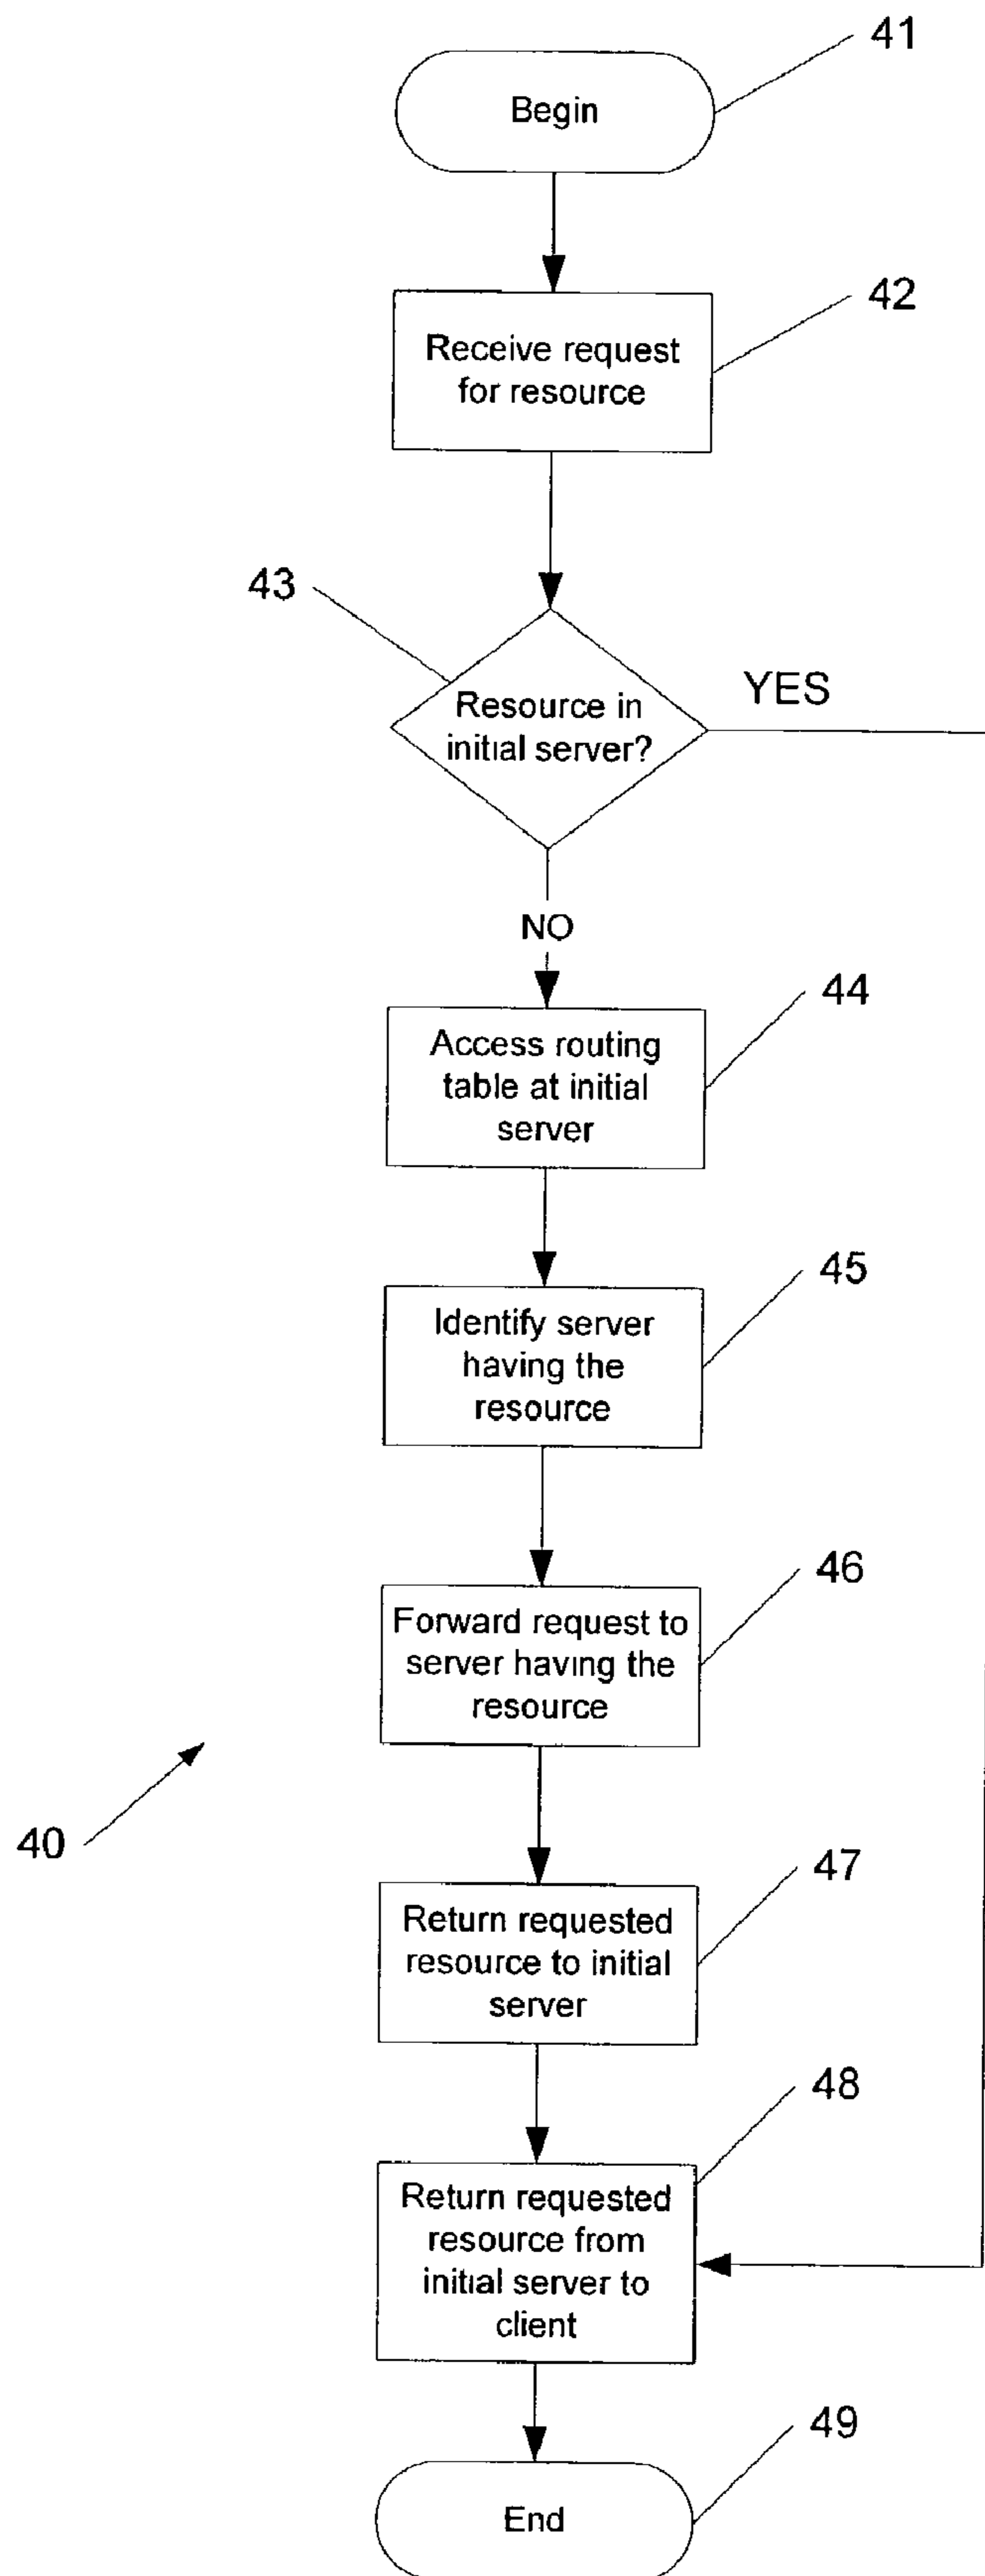 41
Begin
42
Receive request
for resource
43
YES
Resource in
initial server?
NO
44
Access routing
table at initial
server
45
Identify server
having the
resource
46
Forward request to
server having the
resource
40
47
Return requested
resource to initial
server
48
Return requested
resource from
initial server to
client
49
End